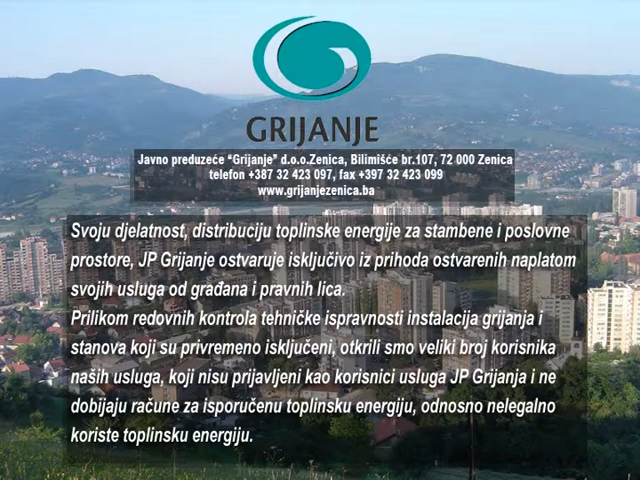 GRIJANJE
Javno preduzeće “Grijanje” d.o.o.Zenica, Bilimišće br.107, 72 000 Zenica
telefon +387 32 423 097, fax +397 32 423 099
www.grijanjezenica.ba
Svoju djelatnost, distribuciju toplinske energije za stambene i poslovne
prostore, JP Grijanje ostvaruje isključivo iz prihoda ostvarenih naplatom
svojih usluga od građana i pravnih lica.
Prilikom redovnih kontrola tehničke ispravnosti instalacija grijanja i
stanova koji su privremeno isključeni, otkrili smo veliki broj korisnika
naših usluga, koji nisu prijavljeni kao korisnici usluga JP Grijanja i ne
dobijaju račune za isporučenu toplinsku energiju, odnosno nelegalno
koriste toplinsku energiju.